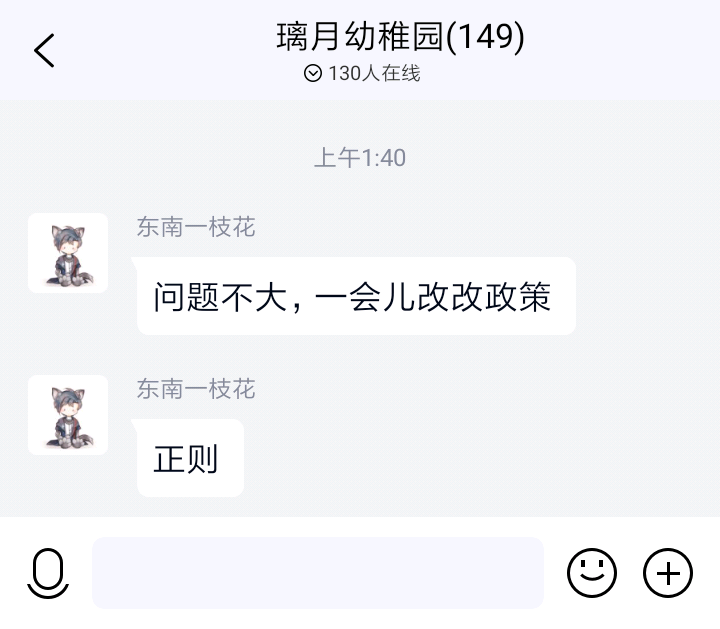 璃月幼稚园(149)
130人在线
上午1:40
东南一枝花
问题不大，一会儿改改政策
东南一枝花
正则